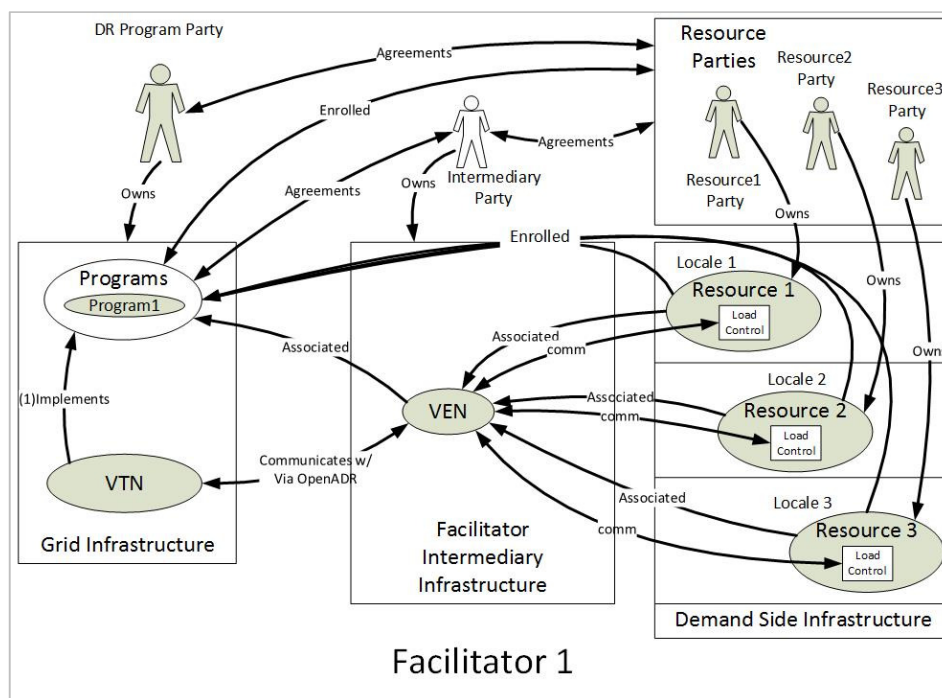 DR Program Party
Agreements
Enrolled
Resource
Parties
Resource2
Party
Resource3
Party
Agreements
Intermediary
Party
Agreements
Resource1
Party
Owns
Owns
Owns
Owns
Owns
Enrolled
Programs
Program1
Locale 1
Resource 1
Load
Control
Associated
comm
Associated
(1)Implements
VEN
Locale 2
Resource 2
Load
Control
Associated
comm
VTN
Communicates w/
Via OpenADR
Associated
comm
Locale 3
Resource 3
Load
Control
Grid Infrastructure
Facilitator
Intermediary
Infrastructure
Demand Side Infrastructure
Facilitator 1